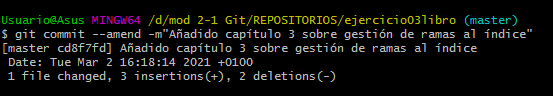 Usuario@Asus MINGW64 /d/mod 2-1 Git/REPOSITORIOS/ejercicio03libro (master)
$ git commit --amend -m"Añadido capítulo 3 sobre gestión de ramas al índice"
[master cd8f7fd] Añadido capítulo 3 sobre gestión de ramas al índice
 Date: Tue Mar 2 16:18:14 2021 +0100
 1 file changed, 3 insertions(+), 2 deletions(-)